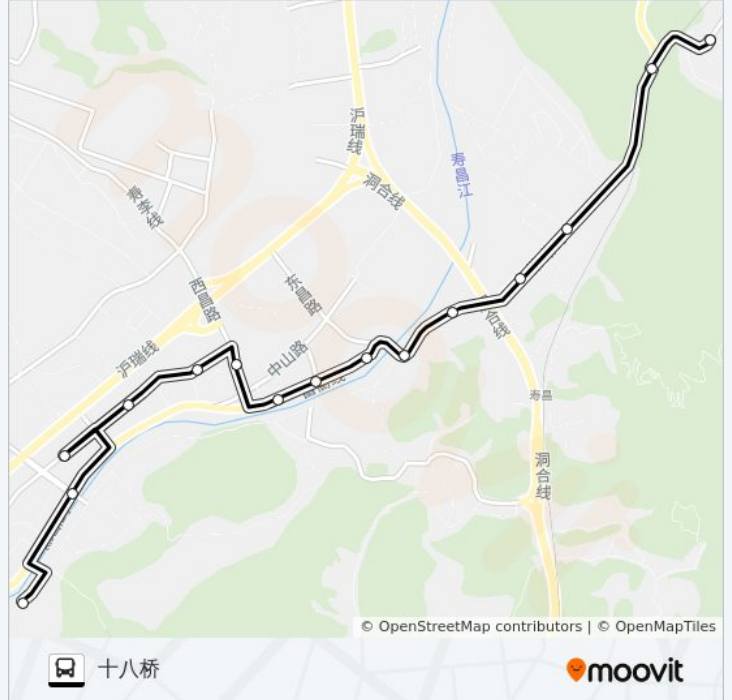 沪瑞线
寿昌江
洞合线
寿李线
西昌路
东昌路
沪瑞线
中山路
合线
寿昌
洞合线
© OpenStreetMap contributors | © OpenMapTiles
十八桥
moovit